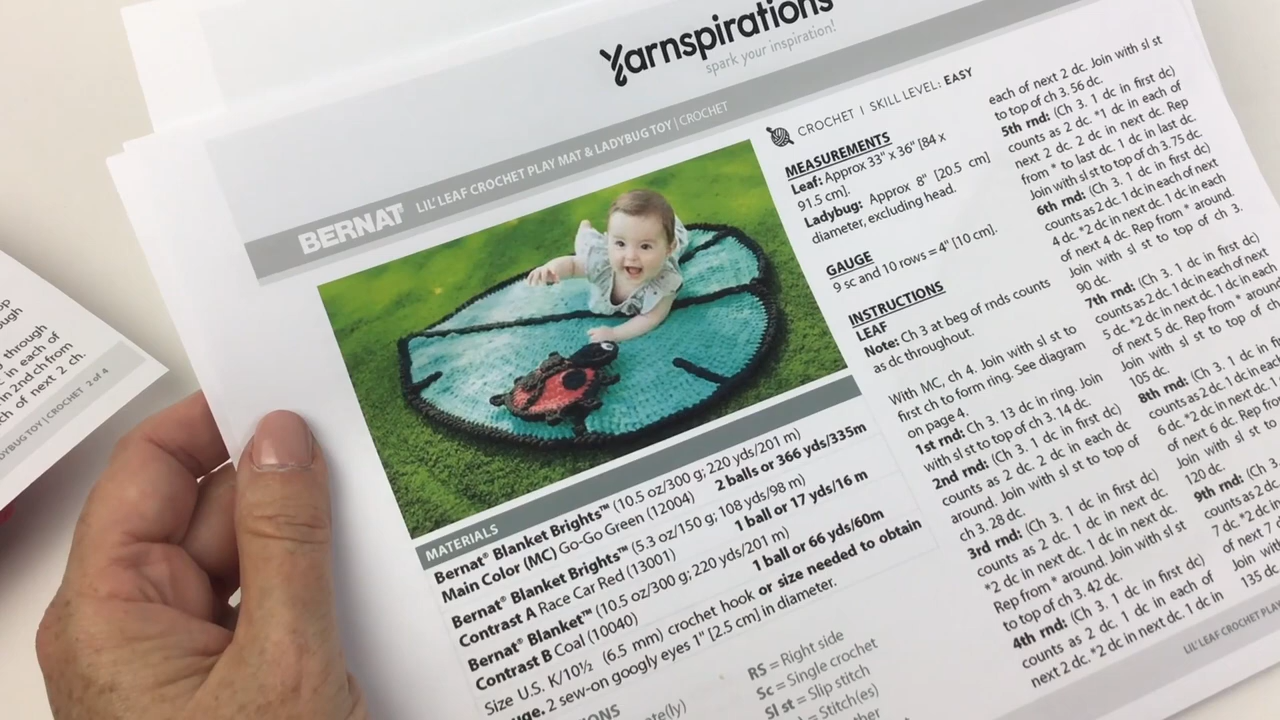 Yarnspirations
spark your inspiration!
BERNAT LIL' LEAF CROCHET PLAY MAT & LADYBUG TOY | CROCHET
CROCHET I SKILL LEVEL: EASY
MATERIALS
Bernat® Blanket Brights™ (10.5 oz/300 g; 220 yds/201 m)
Main Color (MC) Go-Go Green (12004) 2 balls or 366 yds/335m
Bernat® Blanket Brights™ (5.3 oz/150 g; 108 yds/98 m)
Contrast A Race Car Red (13001) 1 ball or 17 yds/16 m
Bernat® Blanket™ (10.5 oz/300 g; 220 yds/201 m)
Contrast B Coal (10040) 1 ball or 66 yds/60m
Size U.S. K/10½ (6.5 mm) crochet hook or size needed to obtain
2 sew-on googly eyes 1" [2.5 cm] in diameter.
RS = Right side
Sc = Single crochet
Sl st = Slip stitch
= Stitch(es)
MEASUREMENTS
Leaf: Approx 33" x 36" [84 x
91.5 cm].
Ladybug: Approx 8" [20.5 cm]
diameter, excluding head.
GAUGE
9 sc and 10 rows = 4" [10 cm].
INSTRUCTIONS
LEAF
Note: Ch 3 at beg of rnds counts
as dc throughout.
With MC, ch 4. Join with sl st to
first ch to form ring. See diagram
on page 4.
1st rnd: Ch 3. 13 dc in ring. Join
with sl st to top of ch 3. 14 dc.
2nd rnd: (Ch 3. 1 dc in first dc)
counts as 2 dc. 2 dc in each dc
around. Join with sl st to top of
ch 3. 28 dc.
3rd rnd: (Ch 3. 1 dc in first dc)
counts as 2 dc. 1 dc in next dc.
*2 dc in next dc. 1 dc in next dc.
Rep from * around. Join with sl st
to top of ch 3. 42 dc.
4th rnd: (Ch 3. 1 dc in first dc)
counts as 2 dc. 1 dc in each of
next 2 dc. *2 dc in next dc. 1 dc in
each of next 2 dc. Join with sl st
to top of ch 3. 56 dc.
5th rnd: (Ch 3. 1 dc in first dc)
counts as 2 dc. *1 dc in each of
next 2 dc. 2 dc in next dc. Rep
from * to last dc. 1 dc in last dc.
Join with sl st to top of ch 3. 75 dc.
6th rnd: (Ch 3. 1 dc in first dc)
counts as 2 dc. 1 dc in each of next
4 dc. *2 dc in next dc. 1 dc in each
of next 4 dc. Rep from * around.
Join with sl st to top of ch 3.
90 dc.
7th rnd: (Ch 3. 1 dc in first dc)
counts as 2 dc. 1 dc in each of next
5 dc. *2 dc in next dc. 1 dc in each
of next 5 dc. Rep from * around
Join with sl st to top of ch
105 dc.
8th rnd: (Ch 3. 1 dc in first
counts as 2 dc. 1 dc in
6 dc. *2 dc in next dc. 1
of next 6 dc. Rep from
Join with sl st to
120 dc.
9th rnd: (Ch 3.
counts as 2 dc.
7 dc. *2 dc in
of next 7
Join with
135 dc.
LIL' LEAF CROCHET
through
c in each of
in 2nd ch from
of next 2 ch.
LADYBUG TOY | CROCHET 2 of 4